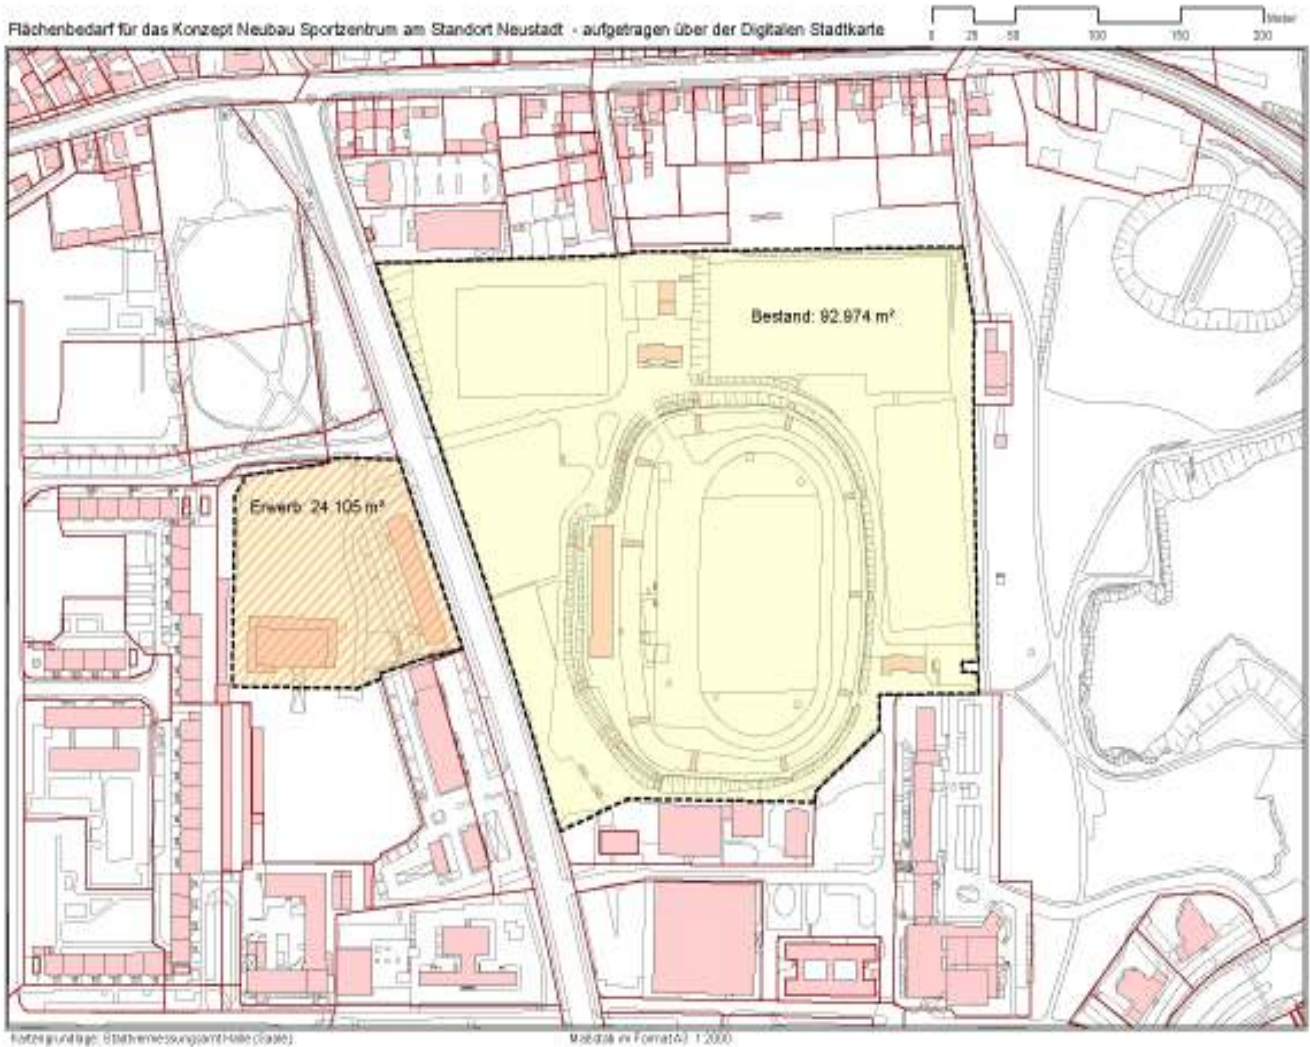 Flächenbedarf für das Konzept Neubau Sportzentrum am Standort Neustadt - aufgetragen über der Digitalen Stadtkarte
Meter
0 25 50 100 150 200
Bestand: 92.974 m²
Erwerb: 24.105 m²
Kartengrundlage: Stadtvermessungsamt Halle (Saale)
Maßstab im Format A3 1:2000